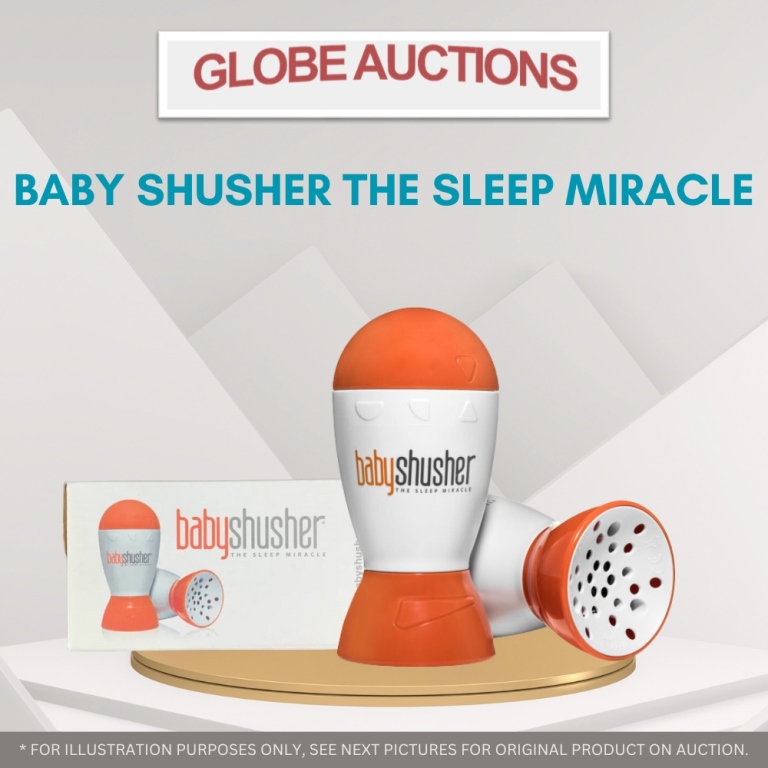 GLOBE AUCTIONS
BABY SHUSHER THE SLEEP MIRACLE
babyshusher
THE SLEEP MIRACLE
babyshusher
THE SLEEP MIRACLE
babyshusher
* FOR ILLUSTRATION PURPOSES ONLY, SEE NEXT PICTURES FOR ORIGINAL PRODUCT ON AUCTION.